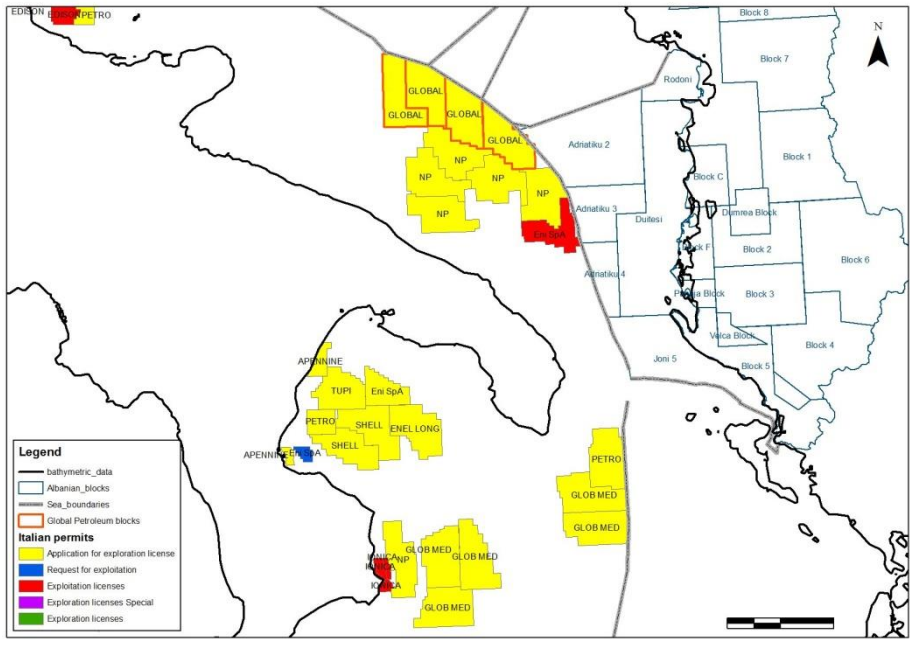 EDISON
EDISON
PETRO
Block 8
N
Block 7
Rodoni
GLOBAL
GLOBAL
GLOBAL
GLOBAL
Adriatiku 2
Block 1
NP
NP
NP
NP
NP
Block C
Adriatiku 3
Duitesi
Dumrea Block
Eni SpA
Block F
Block 2
Block 6
Adriatiku 4
Block
Block 3
Velca Block
Block 4
Joni 5
Block 5
APENNINE
TUPI
Eni SpA
PETRO
SHELL
ENEL LONG
SHELL
APENNINE
Eni SpA
PETRO
GLOB MED
GLOB MED
IONICA
IONICA
IONICA
NP
GLOB MED
GLOB MED
GLOB MED
Legend
bathymetric_data
Albanian_blocks
Sea_boundaries
Global Petroleum blocks
Italian permits
Application for exploration license
Request for exploitation
Exploitation licenses
Exploration licenses Special
Exploration licenses